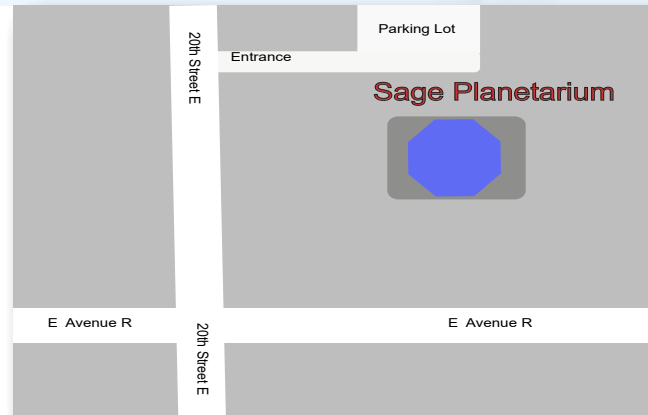 Parking Lot
20th Street E
Entrance
Sage Planetarium
E Avenue R
E Avenue R
20th Street E